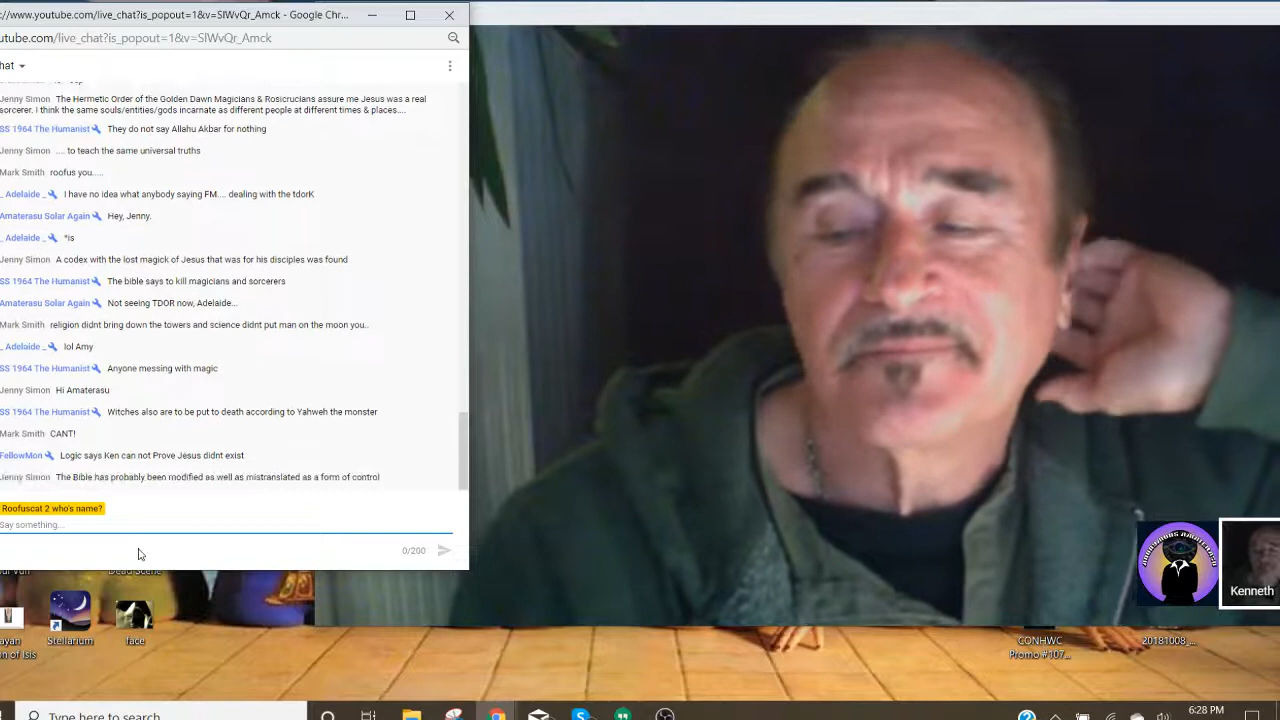 //www.youtube.com/live_chat?is_popout=1&v=SlWvQr_Amck - Google Chr...
utube.com/live_chat?is_popout=1&v=SlWvQr_Amck
hat
Jenny Simon The Hermetic Order of the Golden Dawn Magicians & Rosicrucians assure me Jesus was a real
sorcerer. I think the same souls/entities/gods incarnate as different people at different times & places....
SS 1964 The Humanist They do not say Allahu Akbar for nothing
Jenny Simon .... to teach the same universal truths
Mark Smith roofus you.....
_ Adelaide _ I have no idea what anybody saying FM.... dealing with the tdorK
Amaterasu Solar Again Hey, Jenny.
_ Adelaide _ *is
Jenny Simon A codex with the lost magick of Jesus that was for his disciples was found
SS 1964 The Humanist The bible says to kill magicians and sorcerers
Amaterasu Solar Again Not seeing TDOR now, Adelaide...
Mark Smith religion didnt bring down the towers and science didnt put man on the moon you..
_ Adelaide _ lol Amy
SS 1964 The Humanist Anyone messing with magic
Jenny Simon Hi Amaterasu
SS 1964 The Humanist Witches also are to be put to death according to Yahweh the monster
Mark Smith CANT!
FellowMon Logic says Ken can not Prove Jesus didnt exist
Jenny Simon The Bible has probably been modified as well as mistranslated as a form of control
Roofuscat 2 who's name?
Say something...
0/200
Kenneth
Dead Scene
ayan
on of Isis
Stellarium
face
CONHWC
Promo #107...
20181008_...
Type here to search
6:28 PM